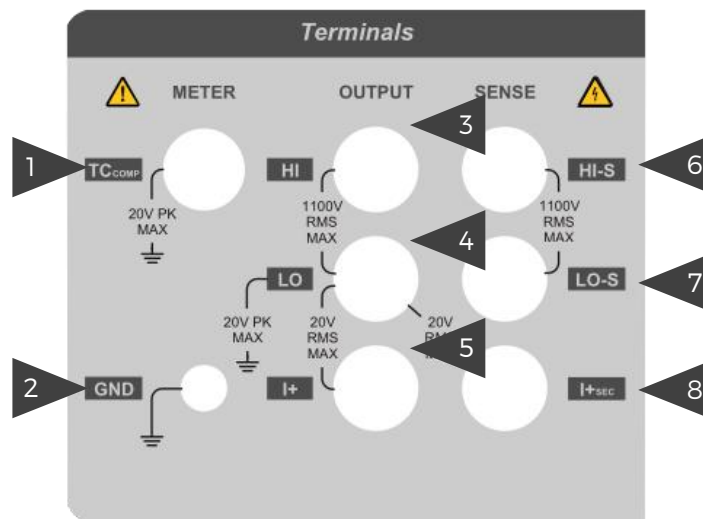 Terminals
METER OUTPUT SENSE
3
1 TCCOMP HI HI-S 6
20V PK
MAX
1100V
RMS
MAX
1100V
RMS
MAX
4
LO LO-S 7
20V PK
MAX
20V
RMS
MAX
20V
5
2 GND I+ I+SEC 8